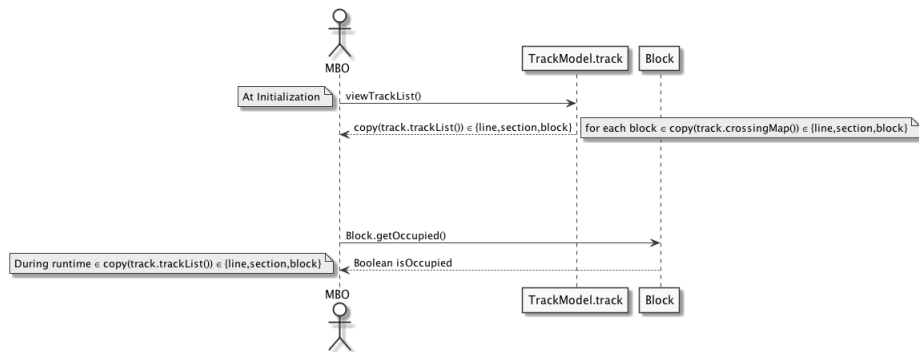 MBO
TrackModel.track
Block
At Initialization
viewTrackList()
copy(track.trackList()) ∈ {line,section,block}
for each block ∈ copy(track.crossingMap()) ∈ {line,section,block}
Block.getOccupied()
During runtime ∈ copy(track.trackList()) ∈ {line,section,block}
Boolean isOccupied
MBO
TrackModel.track
Block